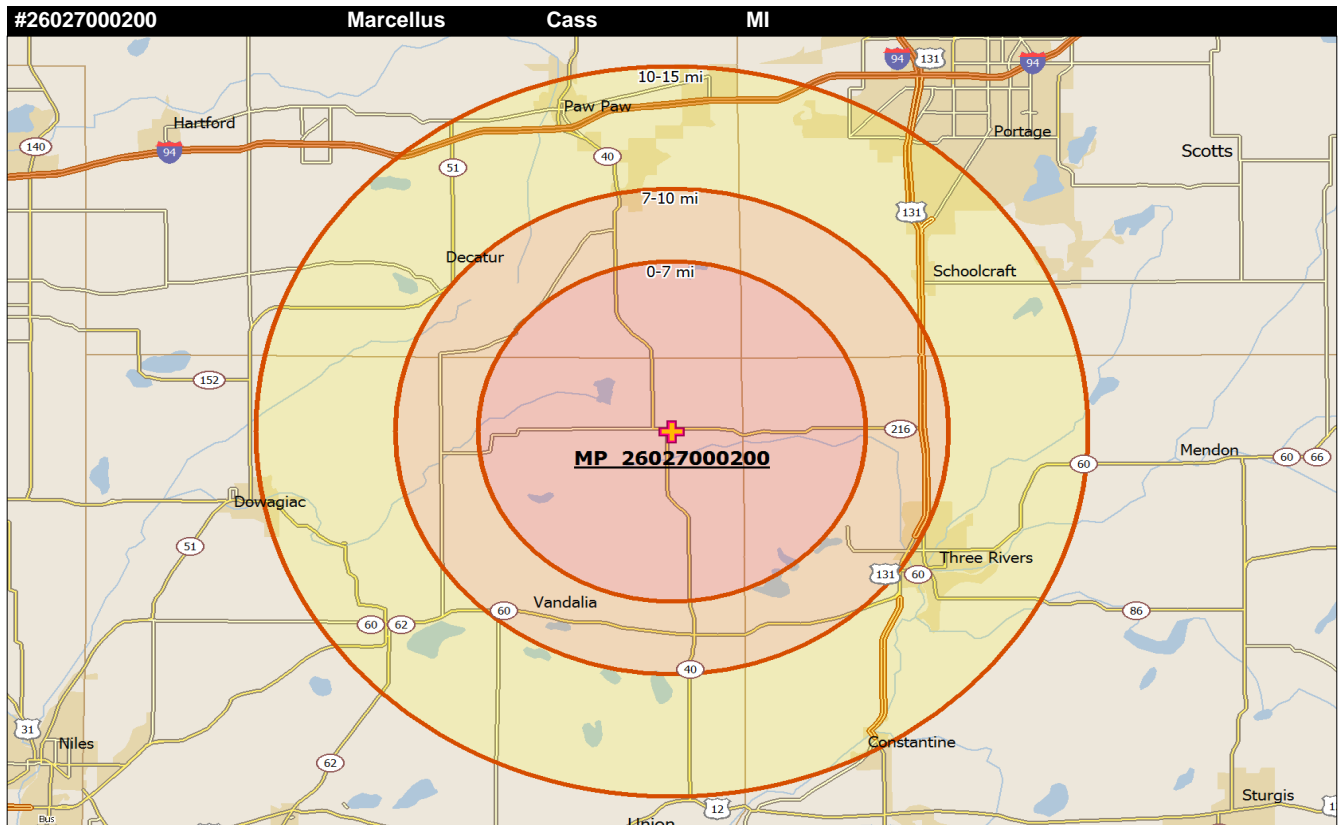 #26027000200 Marcellus Cass MI
10-15 mi
94
131
94
Paw Paw
Hartford
Portage
140
94
40
Scotts
51
7-10 mi
131
Decatur
0-7 mi
Schoolcraft
152
216
MP 26027000200
Mendon
60
60
66
Dowagiac
51
Three Rivers
131
60
Vandalia
60
86
60
62
40
31
Niles
Constantine
62
Sturgis
12
Bus
Union